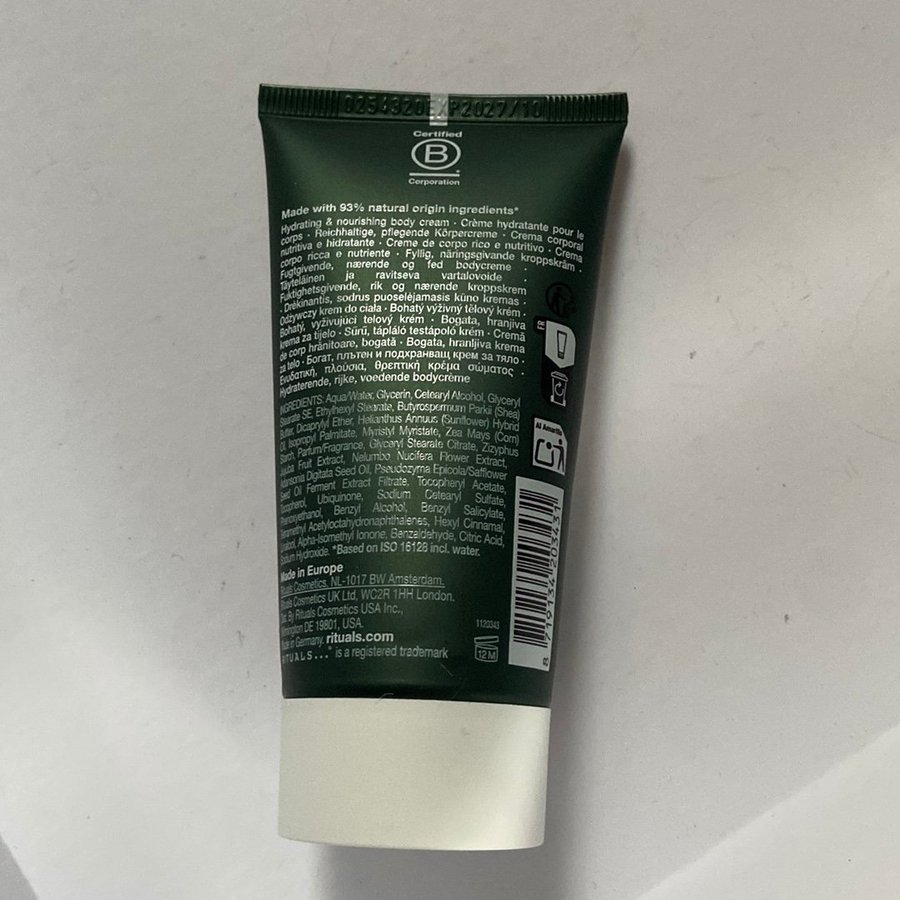 0254320EXP2027/10
Certified
B
Corporation
Made with 93% natural origin ingredients*
Hydrating & nourishing body cream · Crème hydratante pour le
corps · Reichhaltige, pflegende Körpercreme · Crema corporal
nutritiva e hidratante · Creme de corpo rico e nutritivo · Crema
corpo ricca e nutriente · Fyllig, näringsgivande kroppskräm ·
Fugtgivende, nærende og fed bodycreme ·
Täyteläinen ja ravitseva vartalovoide ·
Fuktighetsgivende, rik og nærende kroppskrem
· Drėkinantis, sodrus puoselėjamasis kūno kremas ·
Odżywczy krem do ciała · Bohatý výživný tělový krém ·
Bohatý, vyživujúci telový krém · Bogata, hranjiva
krema za tijelo · Sűrű, tápláló testápoló krém · Cremă
de corp hrănitoare, bogată · Bogata, hranljiva krema
za telo · Богат, плътен и подхранващ крем за тяло ·
Ενυδατική, πλούσια, θρεπτική κρέμα σώματος ·
Hydraterende, rijke, voedende bodycrème
INGREDIENTS: Aqua/Water, Glycerin, Cetearyl Alcohol, Glyceryl
Stearate SE, Ethylhexyl Stearate, Butyrospermum Parkii (Shea)
Butter, Dicaprylyl Ether, Helianthus Annuus (Sunflower) Hybrid
Oil, Isopropyl Palmitate, Myristyl Myristate, Zea Mays (Corn)
Starch, Parfum/Fragrance, Glyceryl Stearate Citrate, Zizyphus
Jujuba Fruit Extract, Nelumbo Nucifera Flower Extract,
Adansonia Digitata Seed Oil, Pseudozyma Epicola/Safflower
Seed Oil Ferment Extract Filtrate, Tocopheryl Acetate,
Tocopherol, Ubiquinone, Sodium Cetearyl Sulfate,
Phenoxyethanol, Benzyl Alcohol, Benzyl Salicylate,
Tetramethyl Acetyloctahydronaphthalenes, Hexyl Cinnamal,
Linalool, Alpha-Isomethyl Ionone, Benzaldehyde, Citric Acid,
Sodium Hydroxide. *Based on ISO 16128 incl. water.
Made in Europe
Rituals Cosmetics, NL-1017 BW Amsterdam.
Rituals Cosmetics UK Ltd, WC2R 1HH London.
Dist. By Rituals Cosmetics USA Inc.,
Wilmington DE 19801, USA.
Made in Germany. rituals.com
RITUALS...® is a registered trademark
1120343
12M
FR
Al Amarillo
8 719134 203431